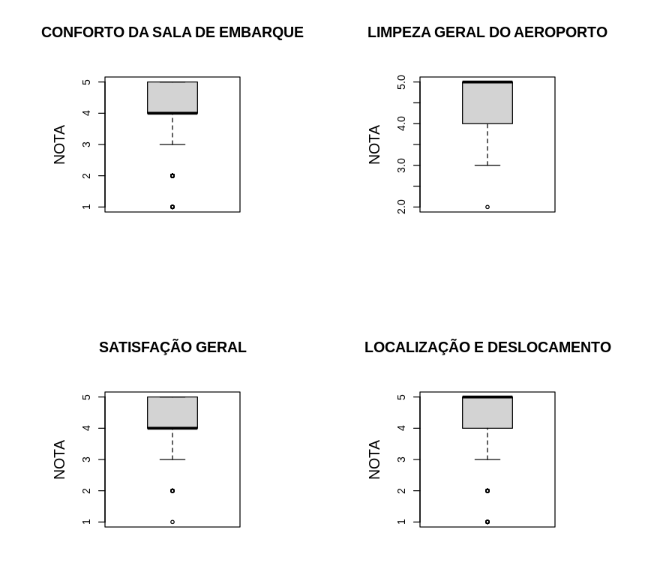 CONFORTO DA SALA DE EMBARQUE
NOTA
5
4
3
2
1
LIMPEZA GERAL DO AEROPORTO
NOTA
5.0
4.0
3.0
2.0
SATISFAÇÃO GERAL
NOTA
5
4
3
2
1
LOCALIZAÇÃO E DESLOCAMENTO
NOTA
5
4
3
2
1